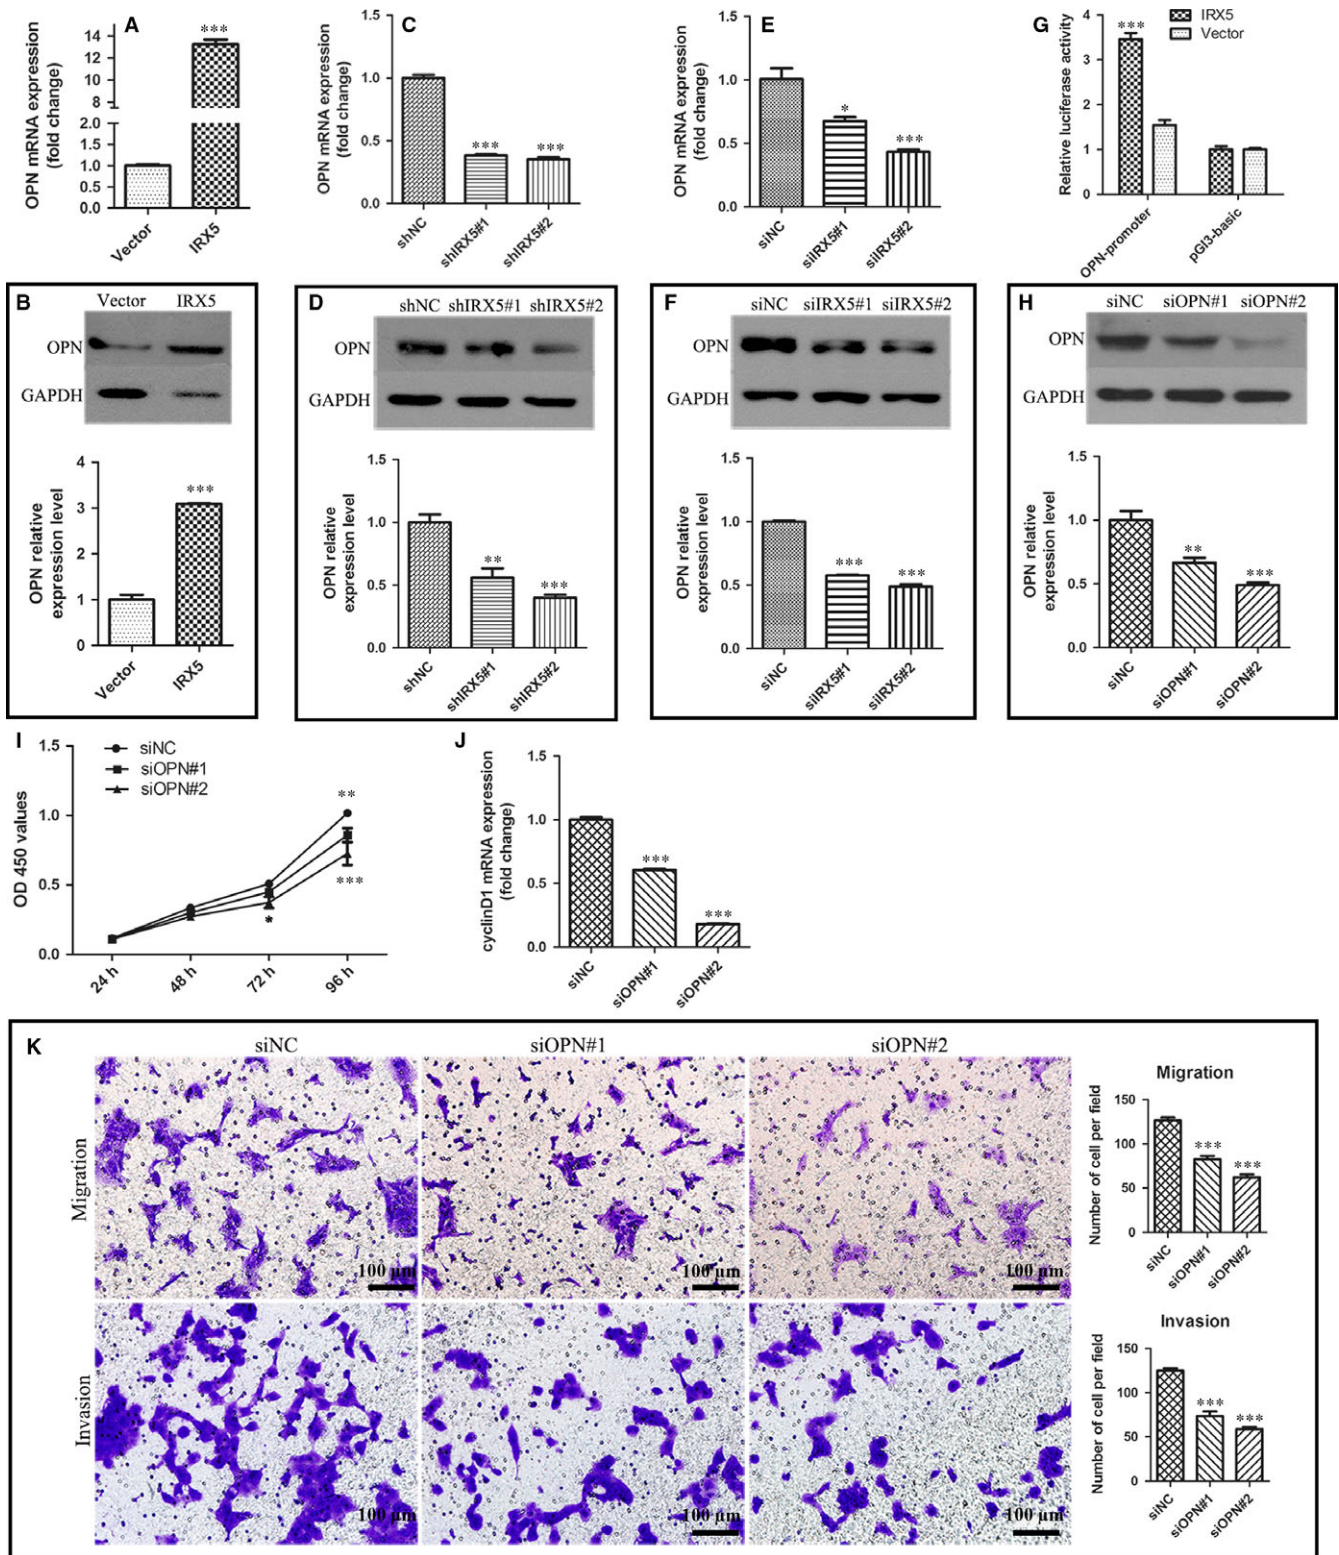 A
OPN mRNA expression
(fold change)
14
12
10
8
2.0
1.5
1.0
0.5
0.0
***
Vector
IRX5
C
OPN mRNA expression
(fold change)
1.5
1.0
0.5
0.0
***
***
shNC
shIRX5#1
shIRX5#2
E
OPN mRNA expression
(fold change)
1.5
1.0
0.5
0.0
*
***
siNC
siIRX5#1
siIRX5#2
G
Relative luciferase activity
4
3
2
1
0
***
IRX5
Vector
OPN-promoter
pGl3-basic
B
Vector IRX5
OPN
GAPDH
OPN relative
expression level
4
3
2
1
0
***
Vector
IRX5
D
shNC shIRX5#1 shIRX5#2
OPN
GAPDH
OPN relative
expression level
1.5
1.0
0.5
0.0
**
***
shNC
shIRX5#1
shIRX5#2
F
siNC siIRX5#1 siIRX5#2
OPN
GAPDH
OPN relative
expression level
1.5
1.0
0.5
0.0
***
***
siNC
siIRX5#1
siIRX5#2
H
siNC siOPN#1 siOPN#2
OPN
GAPDH
OPN relative
expression level
1.5
1.0
0.5
0.0
**
***
siNC
siOPN#1
siOPN#2
I
OD 450 values
1.5
1.0
0.5
0.0
siNC
siOPN#1
siOPN#2
**
***
*
24 h
48 h
72 h
96 h
J
cyclinD1 mRNA expression
(fold change)
1.5
1.0
0.5
0.0
***
***
siNC
siOPN#1
siOPN#2
K
siNC siOPN#1 siOPN#2
Migration
100 µm
100 µm
100 µm
Migration
Number of cell per field
150
100
50
0
***
***
siNC
siOPN#1
siOPN#2
Invasion
100 µm
100 µm
100 µm
Invasion
Number of cell per field
150
100
50
0
***
***
siNC
siOPN#1
siOPN#2